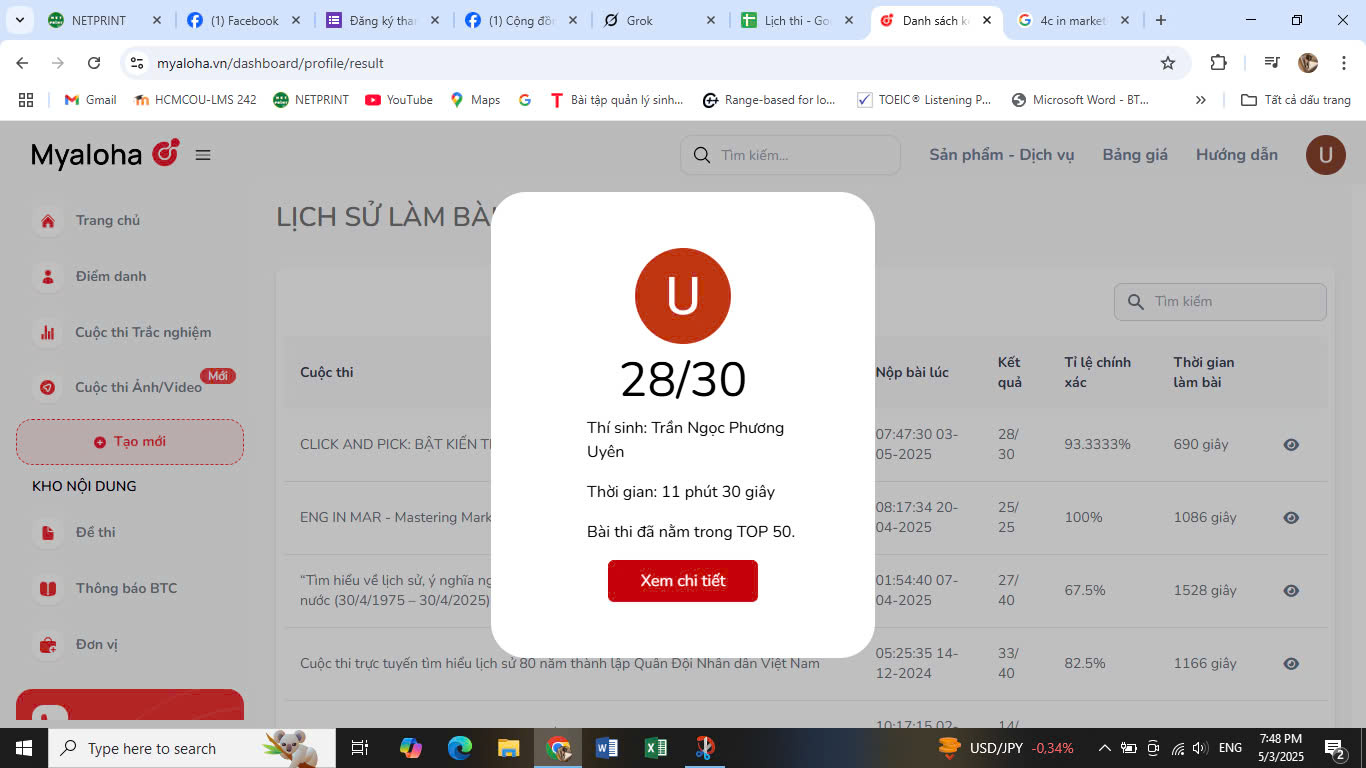 NETPRINT
(1) Facebook
Đăng ký tha
(1) Cộng đồn
Grok
Lịch thi - Go
Danh sách k
4c in market
myaloha.vn/dashboard/profile/result
Gmail
HCMCOU-LMS 242
NETPRINT
YouTube
Maps
Bài tập quản lý sinh...
Range-based for lo...
TOEIC® Listening P...
Microsoft Word - BT...
Tất cả dấu trang
Myaloha
Tìm kiếm...
Sản phẩm - Dịch vụ
Bảng giá
Hướng dẫn
U
Trang chủ
Điểm danh
Cuộc thi Trắc nghiệm
Cuộc thi Ảnh/Video
Mới
Tạo mới
KHO NỘI DUNG
Đề thi
Thông báo BTC
Đơn vị
LỊCH SỬ LÀM BÀI
Tìm kiếm
Cuộc thi
Nộp bài lúc
Kết
quả
Tỉ lệ chính
xác
Thời gian
làm bài
CLICK AND PICK: BẬT KIẾN T
07:47:30 03-
05-2025
28/
30
93.3333%
690 giây
ENG IN MAR - Mastering Mark
08:17:34 20-
04-2025
25/
25
100%
1086 giây
“Tìm hiểu về lịch sử, ý nghĩa ng
nước (30/4/1975 – 30/4/2025)
01:54:40 07-
04-2025
27/
40
67.5%
1528 giây
Cuộc thi trực tuyến tìm hiểu lịch sử 80 năm thành lập Quân Đội Nhân dân Việt Nam
05:25:35 14-
12-2024
33/
40
82.5%
1166 giây
10:17:15 02-
14/
U
28/30
Thí sinh: Trần Ngọc Phương
Uyên
Thời gian: 11 phút 30 giây
Bài thi đã nằm trong TOP 50.
Xem chi tiết
Type here to search
USD/JPY -0,34%
ENG
7:48 PM
5/3/2025
2